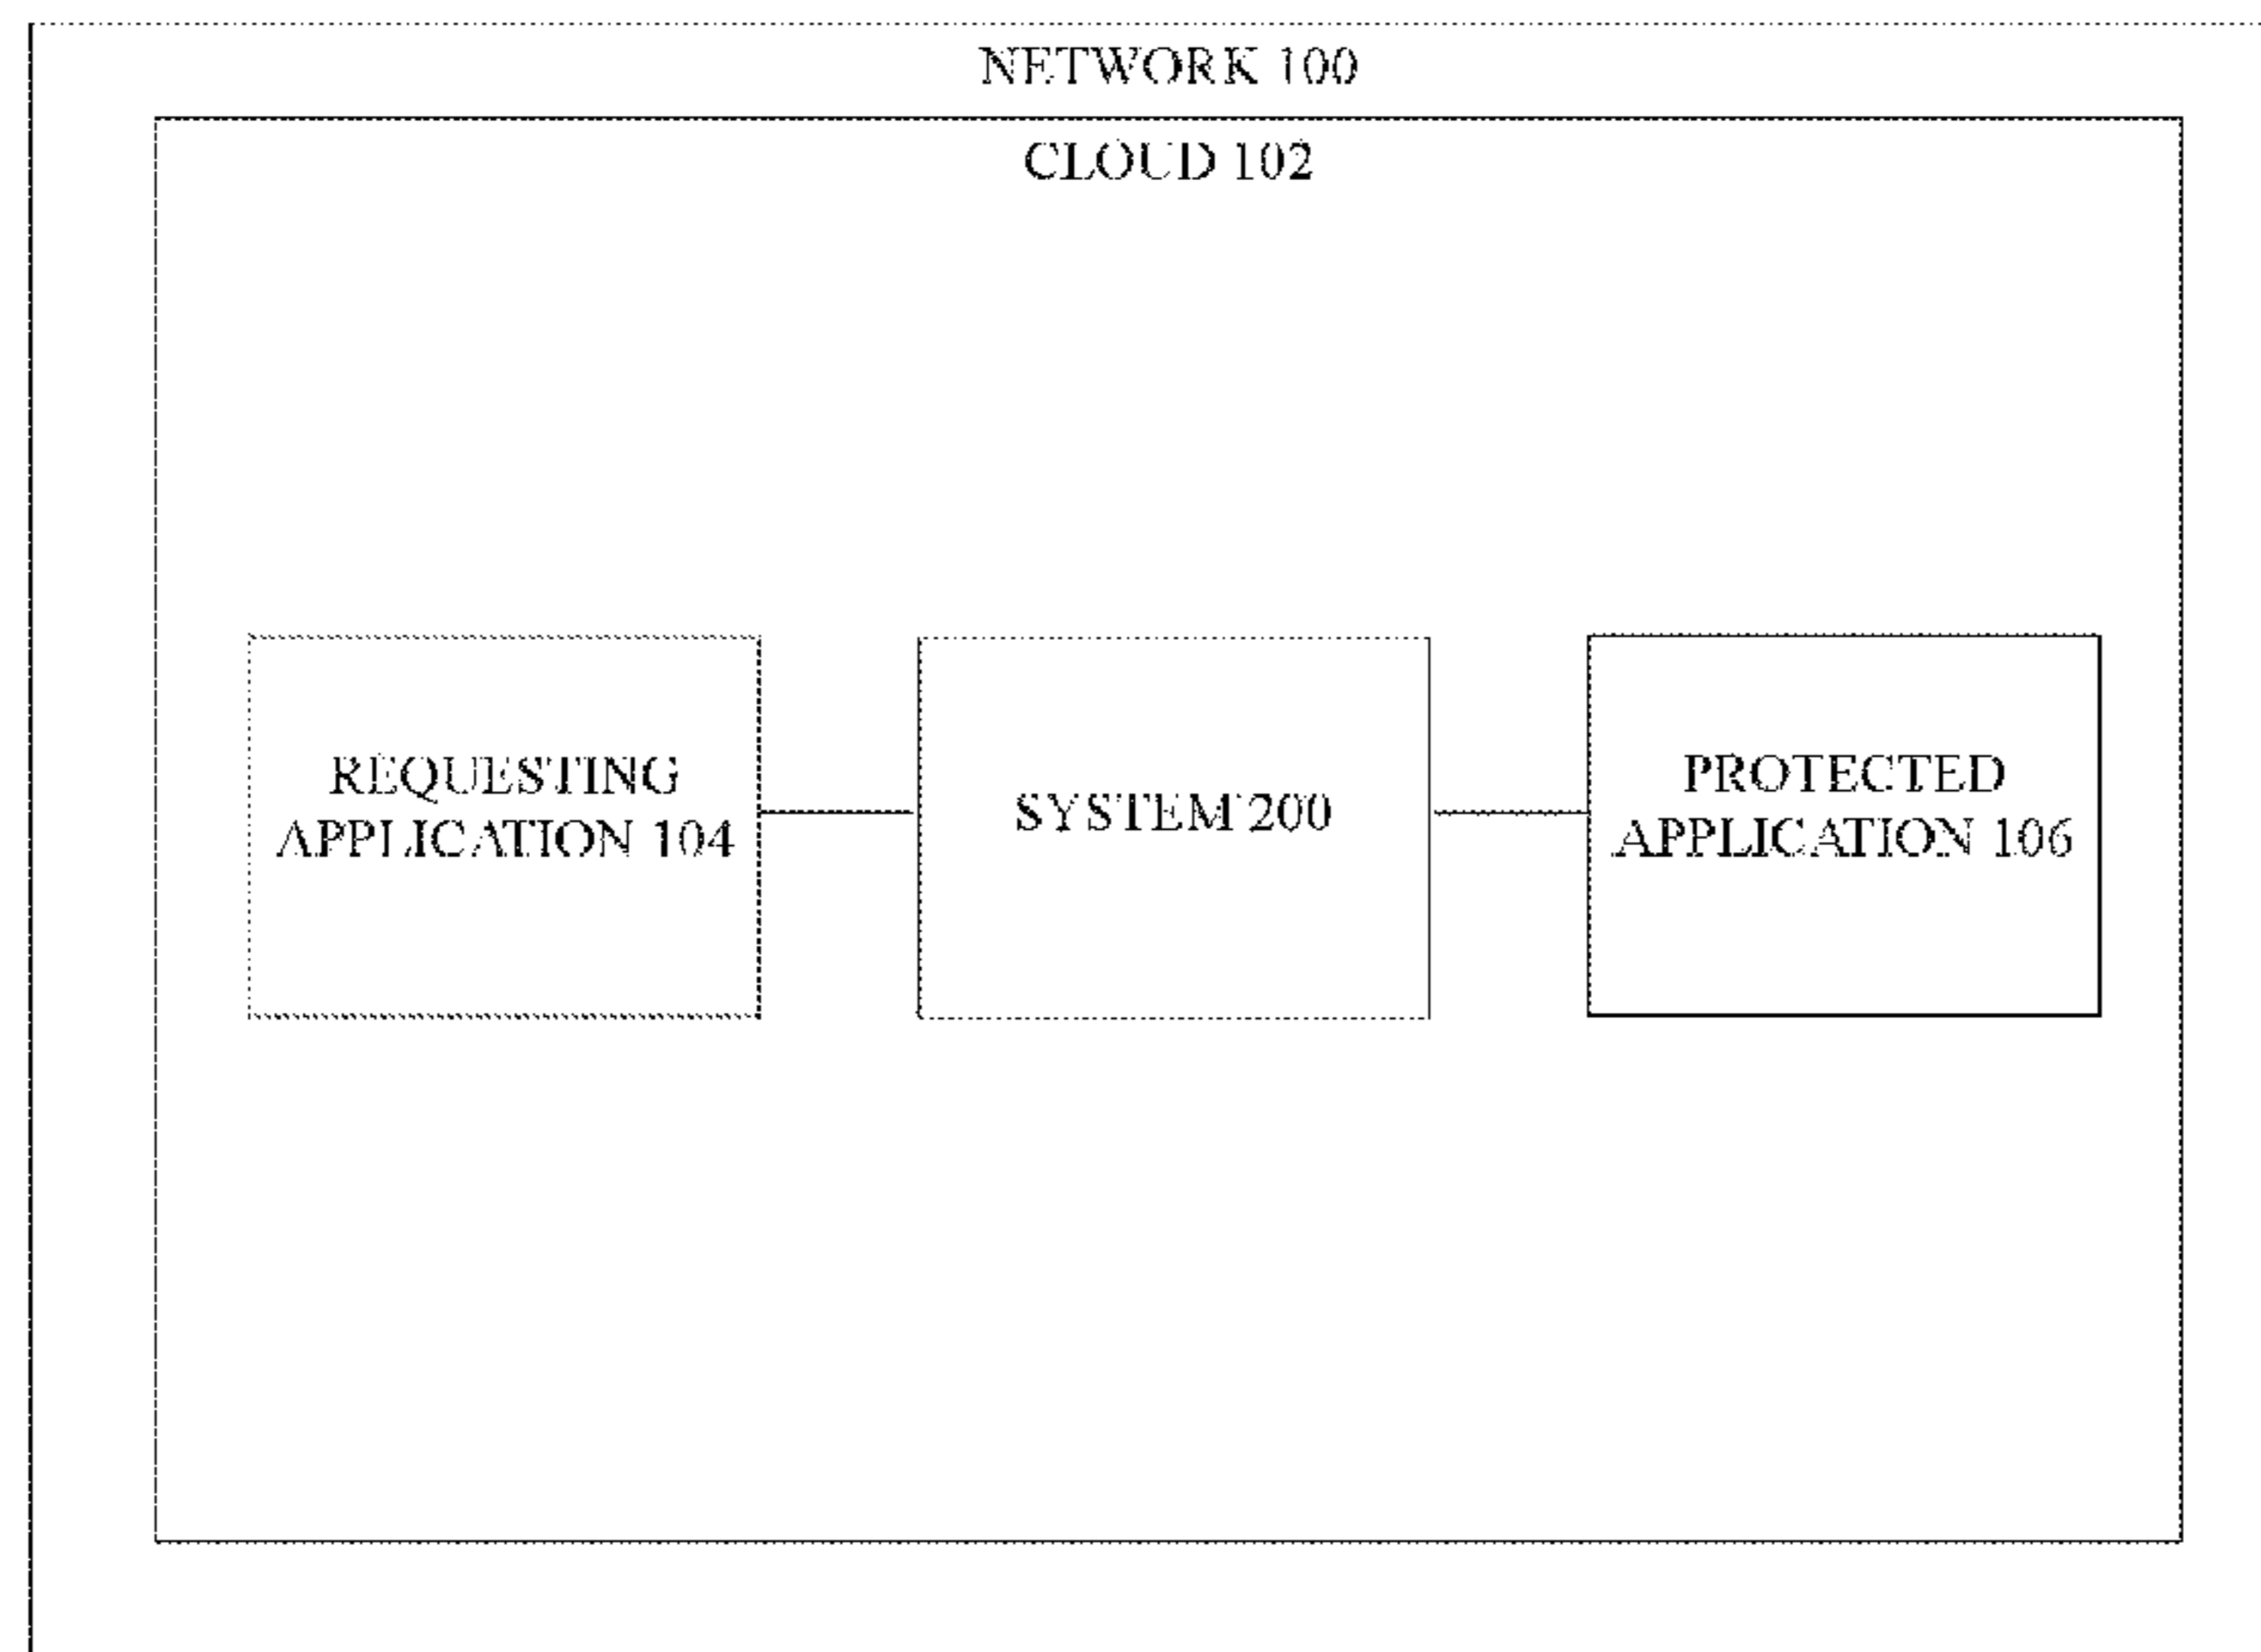 NETWORK 100
CLOUD 102
REQUESTING
APPLICATION 104
SYSTEM 200
PROTECTED
APPLICATION 106